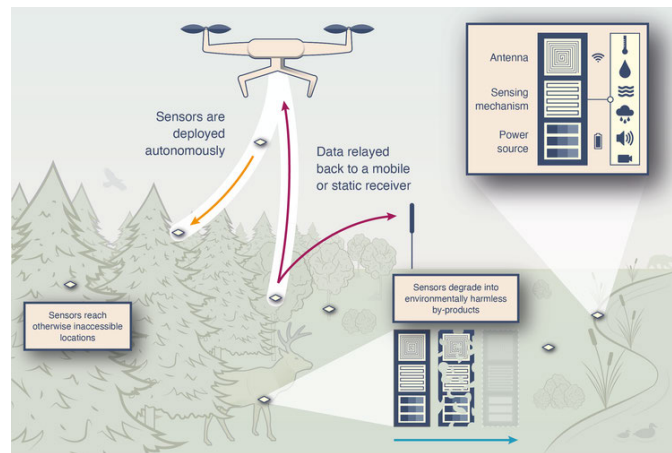 Antenna
Sensing
mechanism
Power
source
Sensors are
deployed
autonomously
Data relayed
back to a mobile
or static receiver
Sensors reach
otherwise inaccessible
locations
Sensors degrade into
environmentally harmless
by-products